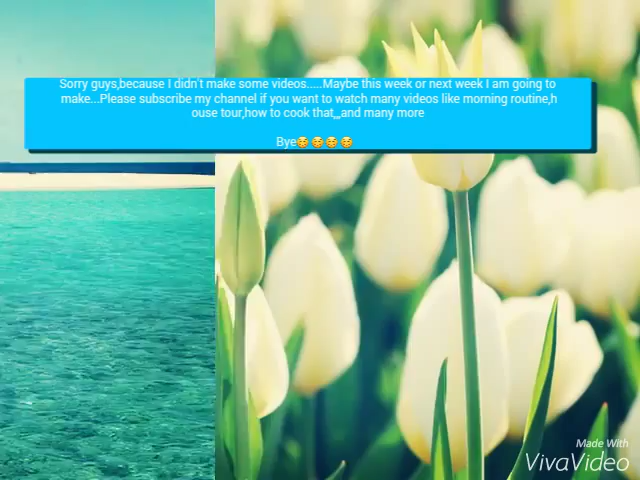 Sorry guys,because I didn't make some videos.....Maybe this week or next week I am going to
make...Please subscribe my channel if you want to watch many videos like morning routine,h
ouse tour,how to cook that,,,and many more
Bye🥳🥳🥳🥳
Made With
VivaVideo